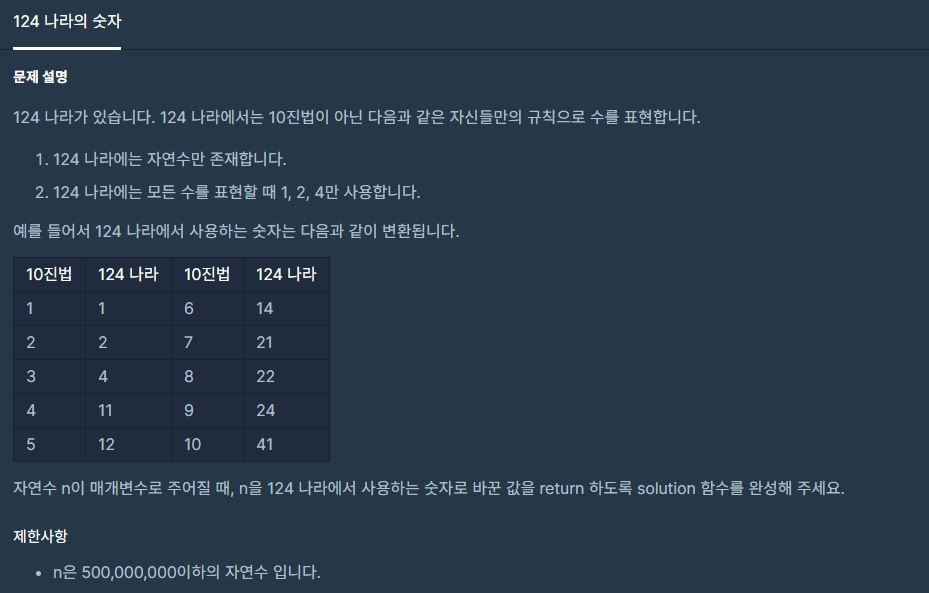 124 나라의 숫자
문제 설명
124 나라가 있습니다. 124 나라에서는 10진법이 아닌 다음과 같은 자신들만의 규칙으로 수를 표현합니다.
1. 124 나라에는 자연수만 존재합니다.
2. 124 나라에는 모든 수를 표현할 때 1, 2, 4만 사용합니다.
예를 들어서 124 나라에서 사용하는 숫자는 다음과 같이 변환됩니다.
10진법 124 나라 10진법 124 나라
1 1 6 14
2 2 7 21
3 4 8 22
4 11 9 24
5 12 10 41
자연수 n이 매개변수로 주어질 때, n을 124 나라에서 사용하는 숫자로 바꾼 값을 return 하도록 solution 함수를 완성해 주세요.
제한사항
• n은 500,000,000이하의 자연수 입니다.